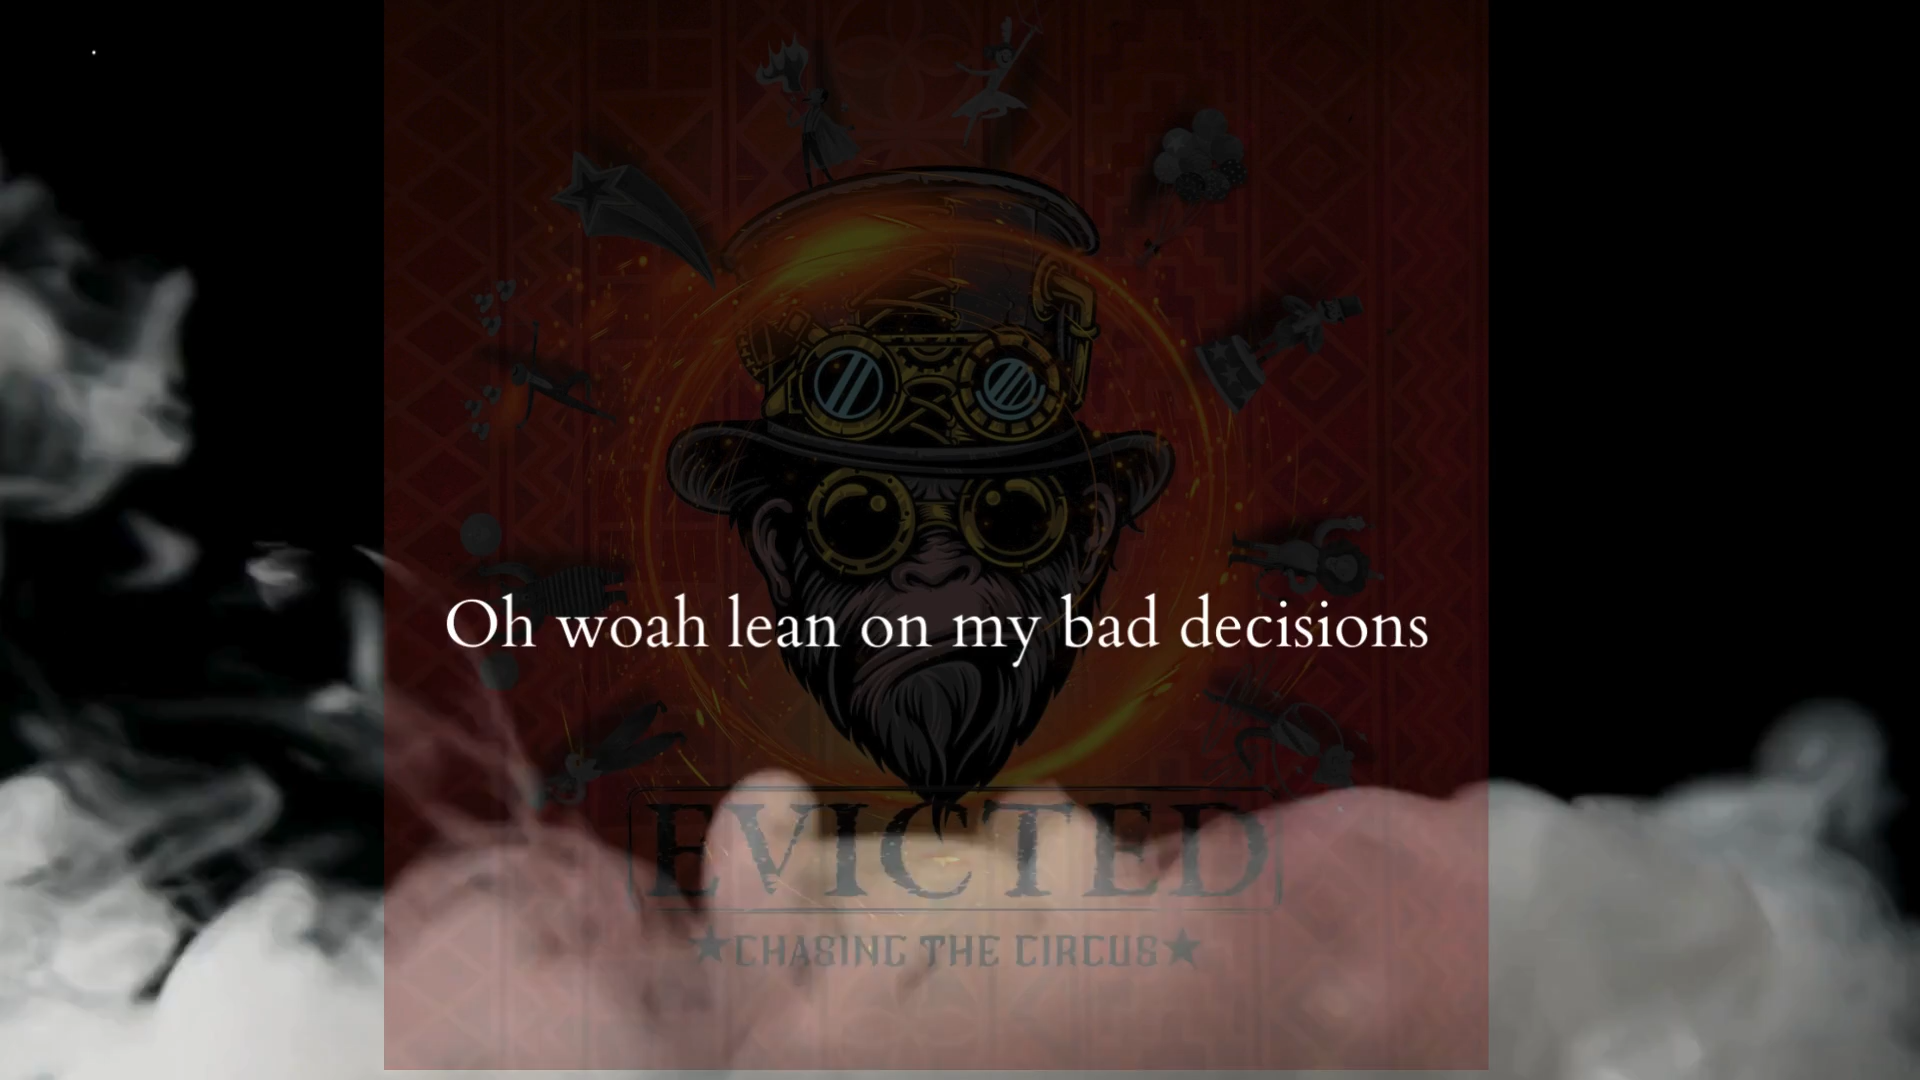 Oh woah lean on my bad decisions
EVICTED
★CHASING THE CIRCUS★